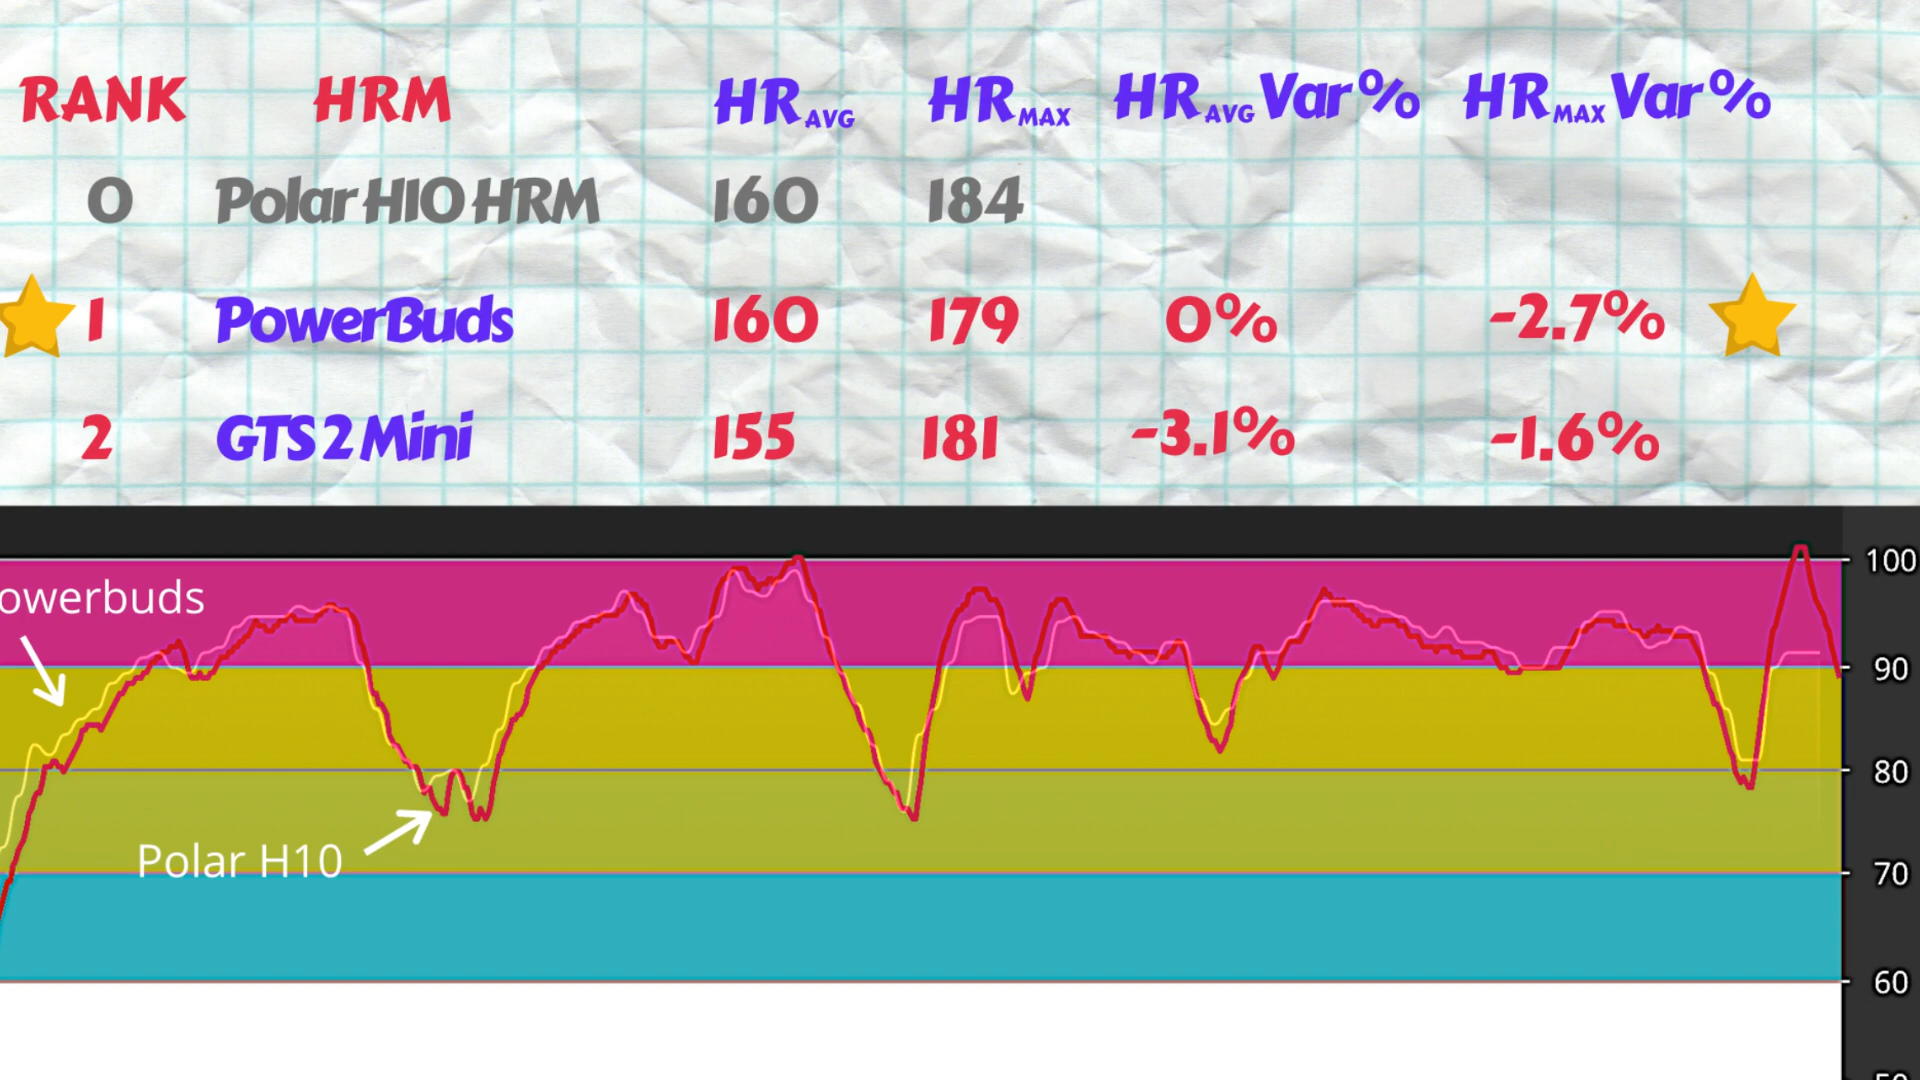 RANK HRM HRAVG HRMAX HRAVG Var% HRMAX Var%
0 Polar H10 HRM 160 184
1 PowerBuds 160 179 0% -2.7%
2 GTS 2 Mini 155 181 -3.1% -1.6%
100
owerbuds
90
80
Polar H10
70
60